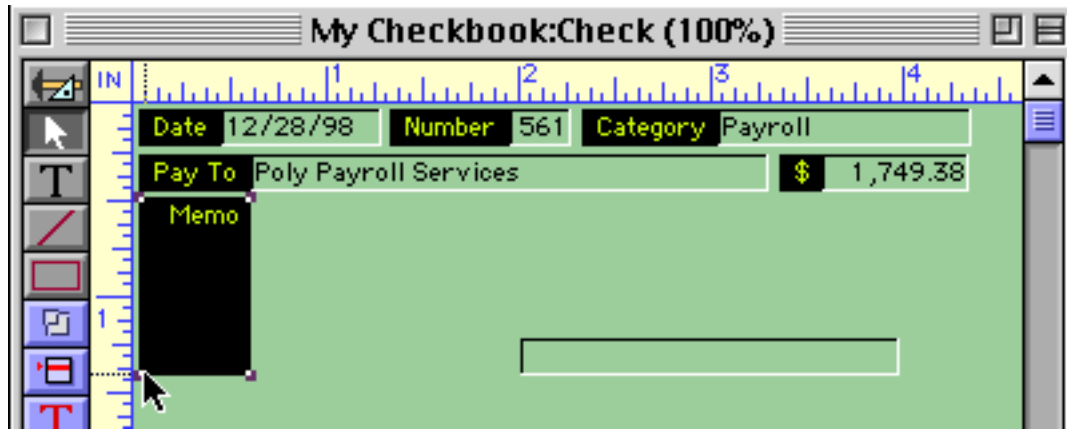 My Checkbook:Check (100%)
IN 1 2 3 4
Date 12/28/98 Number 561 Category Payroll
T Pay To Poly Payroll Services $ 1,749.38
Memo
1
T